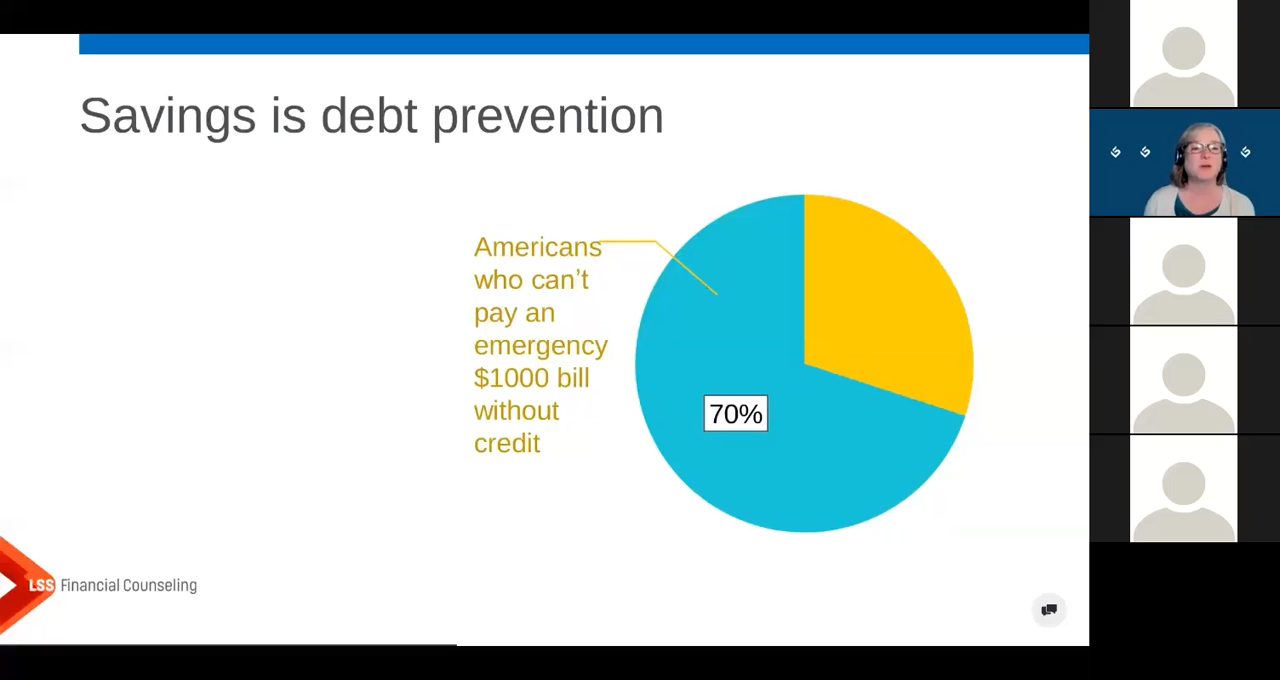 Savings is debt prevention
Americans
who can’t
pay an
emergency
$1000 bill
without
credit
70%
LSS Financial Counseling